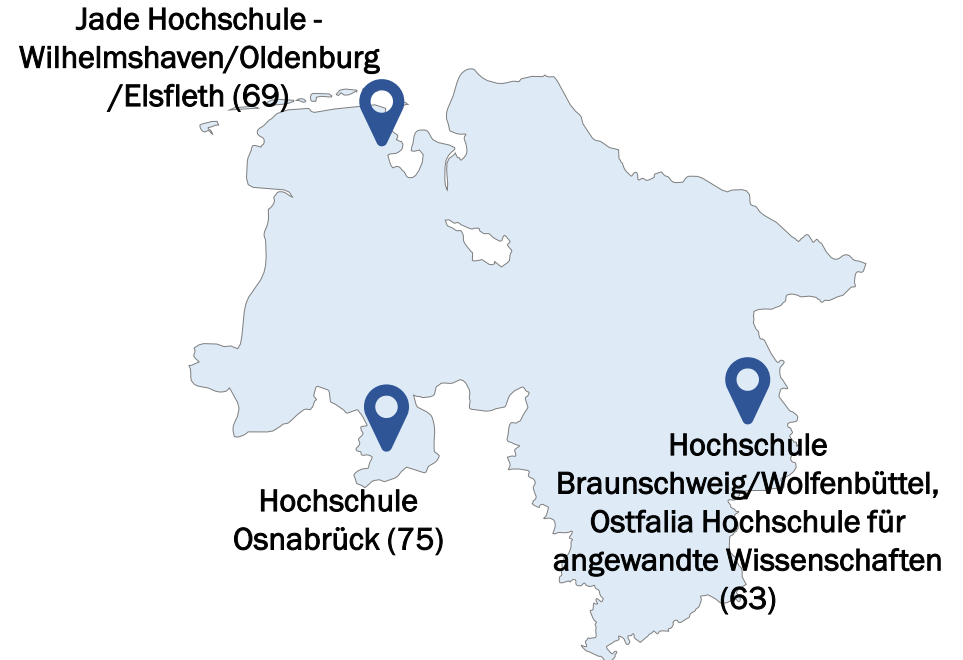 Jade Hochschule -
Wilhelmshaven/Oldenburg
/Elsfleth (69)
Hochschule
Osnabrück (75)
Hochschule
Braunschweig/Wolfenbüttel,
Ostfalia Hochschule für
angewandte Wissenschaften
(63)